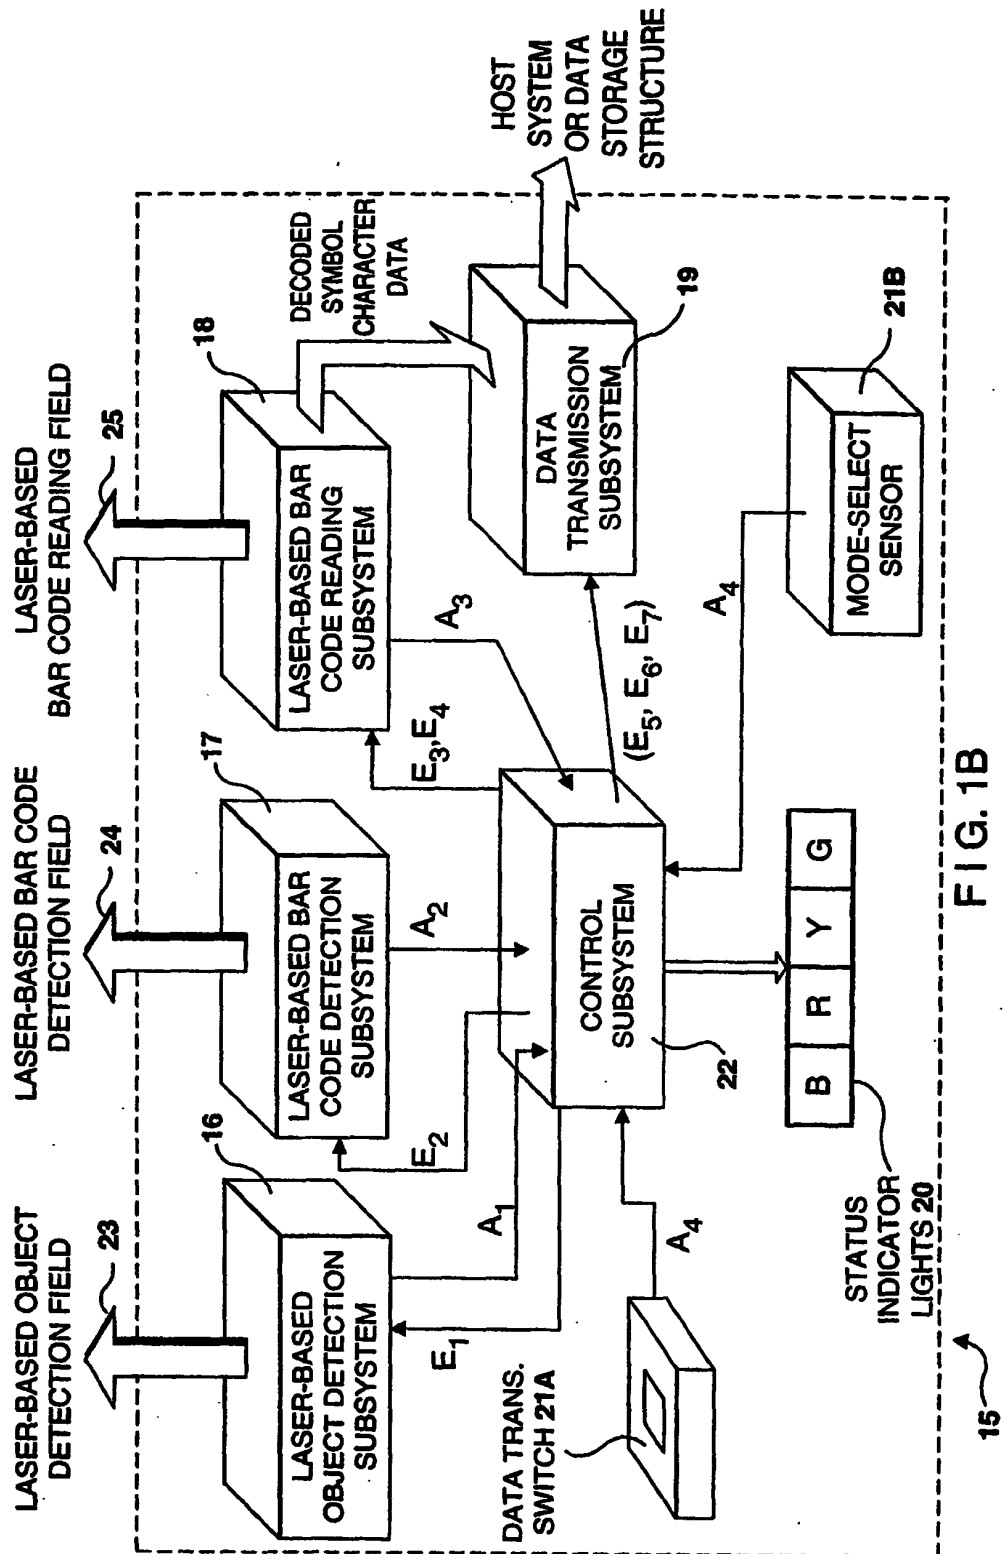 LASER-BASED OBJECT
DETECTION FIELD
23
LASER-BASED BAR CODE
DETECTION FIELD
24
LASER-BASED
BAR CODE READING FIELD
25
16
LASER-BASED
OBJECT DETECTION
SUBSYSTEM
17
LASER-BASED BAR
CODE DETECTION
SUBSYSTEM
18
LASER-BASED BAR
CODE READING
SUBSYSTEM
DECODED
SYMBOL
CHARACTER
DATA
E1
A1
E2
A2
E3,E4
A3
HOST
SYSTEM
OR DATA
STORAGE
STRUCTURE
DATA
TRANSMISSION
SUBSYSTEM
19
(E5, E6, E7)
CONTROL
SUBSYSTEM
22
DATA TRANS.
SWITCH 21A
A4
A4
MODE-SELECT
SENSOR
21B
STATUS
INDICATOR
LIGHTS 20
B R Y G
15
FIG. 1B